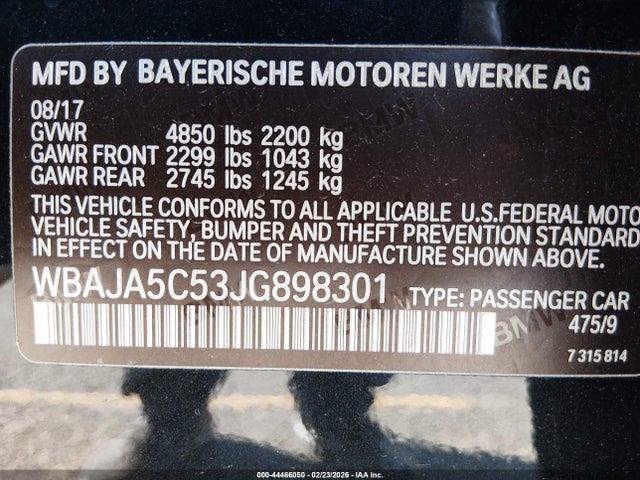 MFD BY BAYERISCHE MOTOREN WERKE AG
08/17
GVWR 4850 lbs 2200 kg
GAWR FRONT 2299 lbs 1043 kg
GAWR REAR 2745 lbs 1245 kg
THIS VEHICLE CONFORMS TO ALL APPLICABLE U.S.FEDERAL MOTO
VEHICLE SAFETY, BUMPER AND THEFT PREVENTION STANDARD
IN EFFECT ON THE DATE OF MANUFACTURE SHOWN ABOVE.
WBAJA5C53JG898301 TYPE: PASSENGER CAR
475/9
7 315 814
BMW
000-44466050 - 02/23/2026 - IAA Inc.